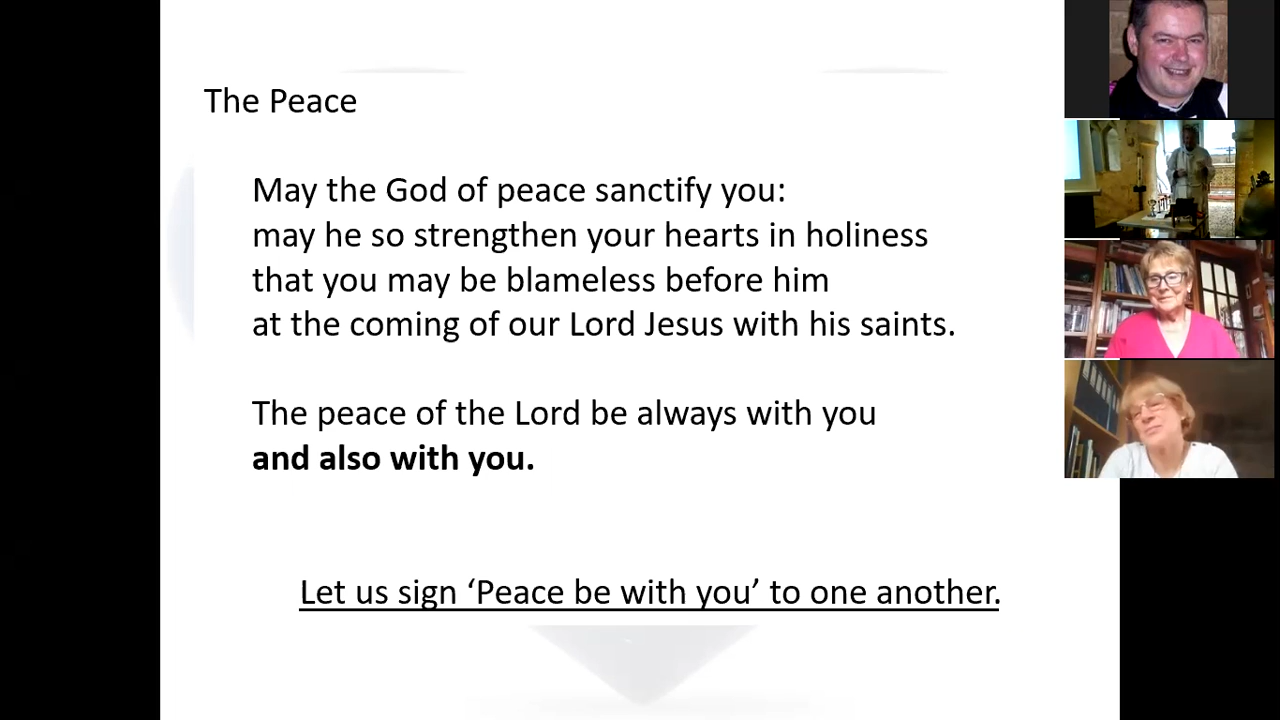 The Peace
May the God of peace sanctify you:
may he so strengthen your hearts in holiness
that you may be blameless before him
at the coming of our Lord Jesus with his saints.
The peace of the Lord be always with you
and also with you.
Let us sign ‘Peace be with you’ to one another.